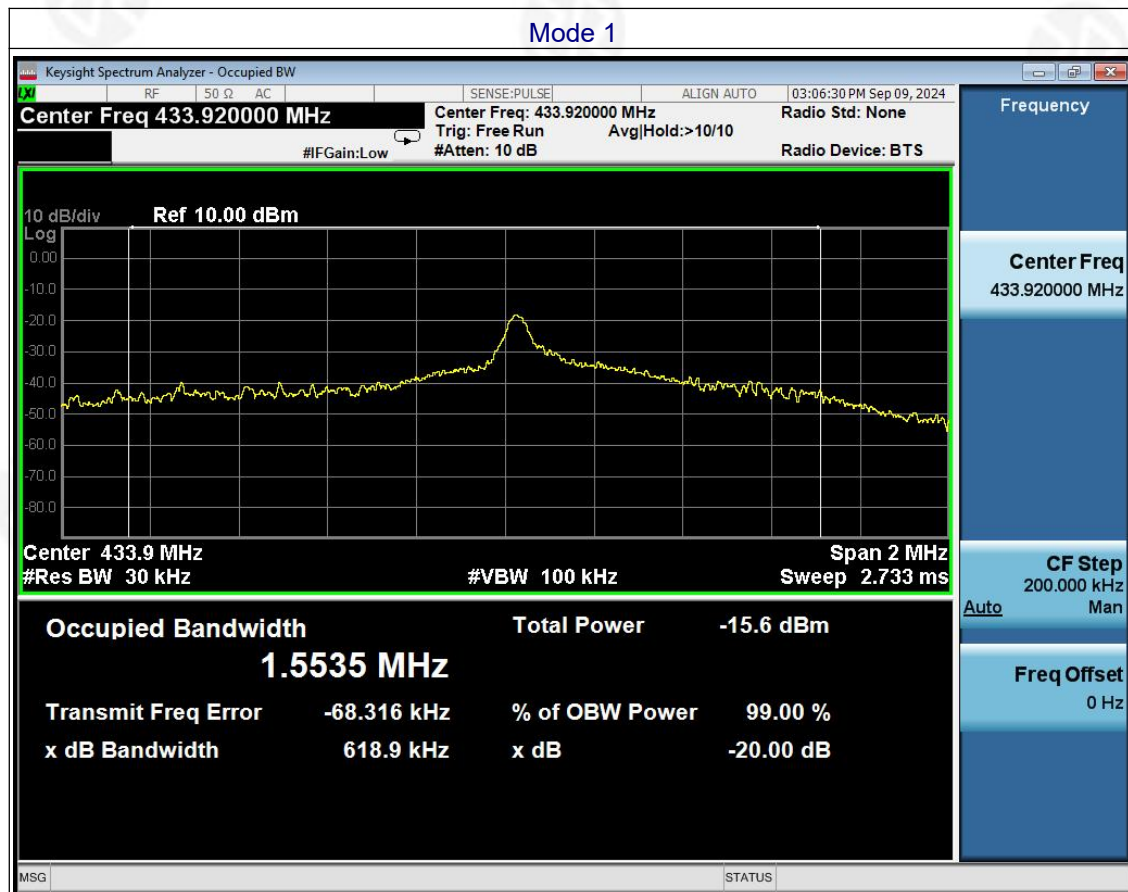 Mode 1
Keysight Spectrum Analyzer - Occupied BW
LXI RF 50 Ω AC SENSE:PULSE ALIGN AUTO 03:06:30 PM Sep 09, 2024
Center Freq 433.920000 MHz
#IFGain:Low
Center Freq: 433.920000 MHz
Trig: Free Run Avg|Hold:>10/10
#Atten: 10 dB
Radio Std: None
Radio Device: BTS
10 dB/div Ref 10.00 dBm
Log
0.00
-10.0
-20.0
-30.0
-40.0
-50.0
-60.0
-70.0
-80.0
Center 433.9 MHz Span 2 MHz
#Res BW 30 kHz #VBW 100 kHz Sweep 2.733 ms
Occupied Bandwidth Total Power -15.6 dBm
1.5535 MHz
Transmit Freq Error -68.316 kHz % of OBW Power 99.00 %
x dB Bandwidth 618.9 kHz x dB -20.00 dB
Frequency
Center Freq
433.920000 MHz
CF Step
200.000 kHz
Auto Man
Freq Offset
0 Hz
MSG STATUS